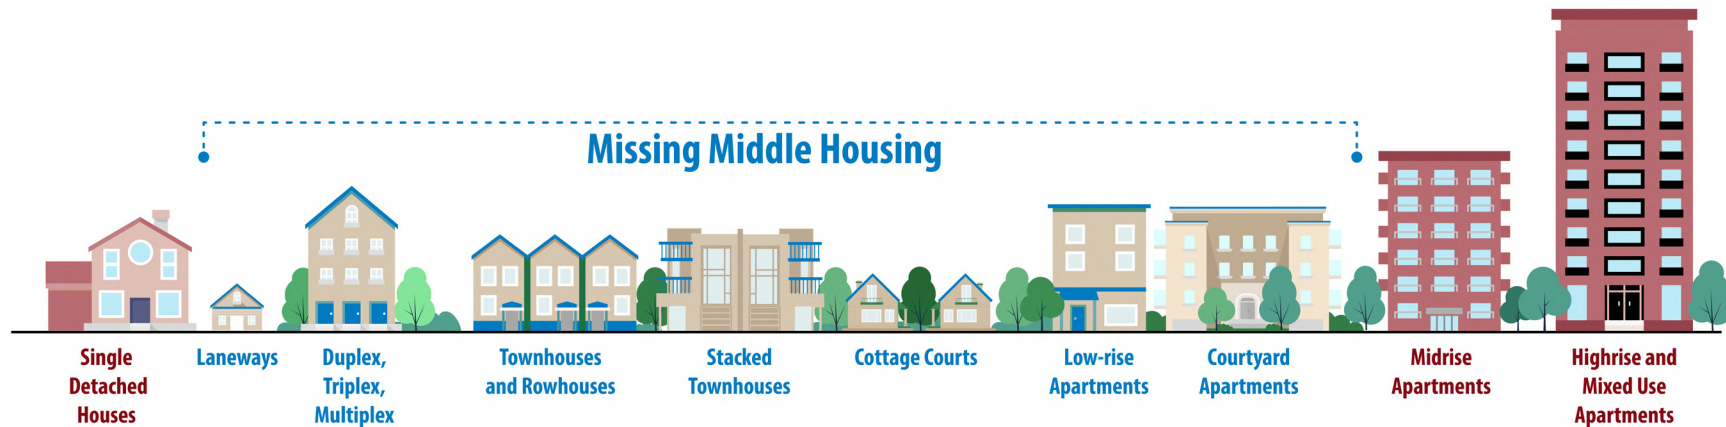 Missing Middle Housing
Single
Detached
Houses
Laneways
Duplex,
Triplex,
Multiplex
Townhouses
and Rowhouses
Stacked
Townhouses
Cottage Courts
Low-rise
Apartments
Courtyard
Apartments
Midrise
Apartments
Highrise and
Mixed Use
Apartments